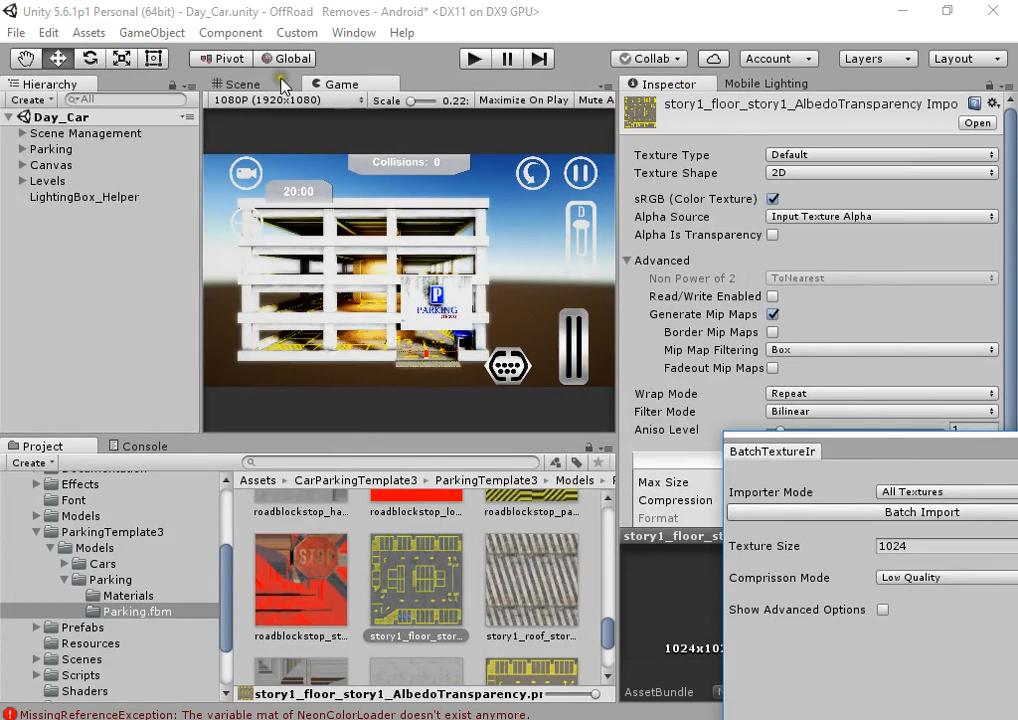 Unity 5.6.1p1 Personal (64bit) - Day_Car.unity - OffRoad   Removes - Android* <DX11 on DX9 GPU>
File Edit Assets GameObject Component Custom Window Help
Pivot Global Collab Account Layers Layout
Hierarchy Scene Game Inspector Mobile Lighting
Create All 1080P (1920x1080) Scale 0.22: Maximize On Play Mute A story1_floor_story1_AlbedoTransparency Impo
Open
Day_Car
Scene Management
Parking
Canvas
Levels
LightingBox_Helper
Collisions: 0
20:00
D
P
PARKING
Texture Type Default
Texture Shape 2D
sRGB (Color Texture)
Alpha Source Input Texture Alpha
Alpha Is Transparency
Advanced
Non Power of 2 ToNearest
Read/Write Enabled
Generate Mip Maps
Border Mip Maps
Mip Map Filtering Box
Fadeout Mip Maps
Wrap Mode Repeat
Filter Mode Bilinear
Aniso Level 1
Max Size
Compression
Format
story1_floor_st
1024x102
AssetBundle
BatchTextureIr
Importer Mode All Textures
Batch Import
Texture Size 1024
Comprisson Mode Low Quality
Show Advanced Options
Project Console
Create
Assets CarParkingTemplate3 ParkingTemplate3 Models
Effects
Font
Models
ParkingTemplate3
Models
Cars
Parking
Materials
Parking.fbm
Prefabs
Resources
Scenes
Scripts
Shaders
roadblockstop_ha... roadblockstop_lo... roadblockstop_pa...
STOP
roadblockstop_st... story1_floor_stor... story1_roof_stor...
story1_floor_story1_AlbedoTransparency.pr
MissingReferenceException: The variable mat of NeonColorLoader doesn't exist anymore.